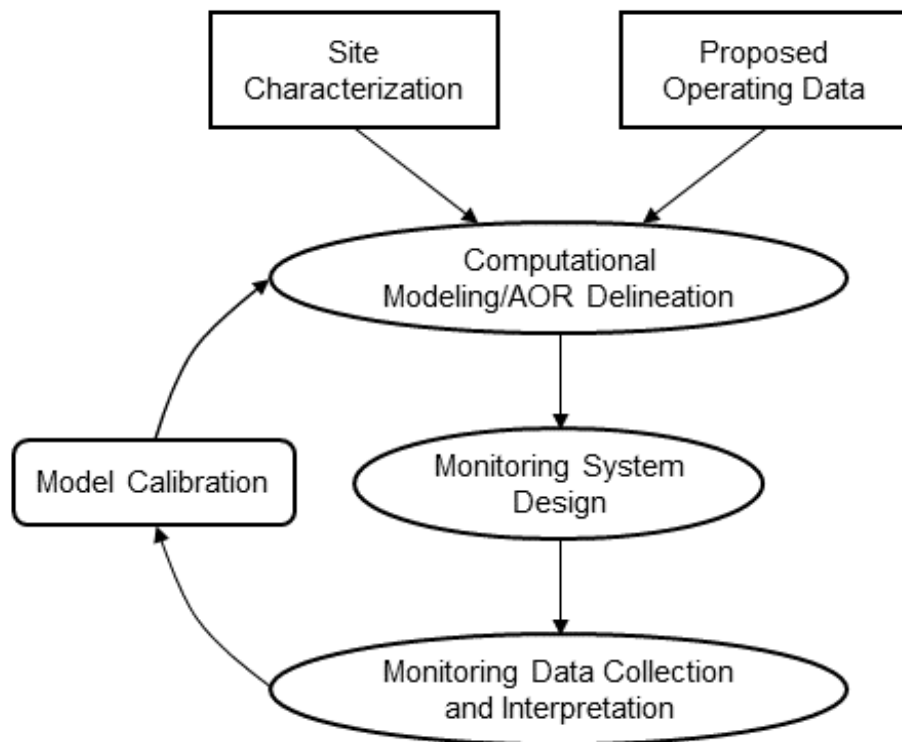 Site
Characterization
Proposed
Operating Data
Computational
Modeling/AOR Delineation
Monitoring System
Design
Model Calibration
Monitoring Data Collection
and Interpretation